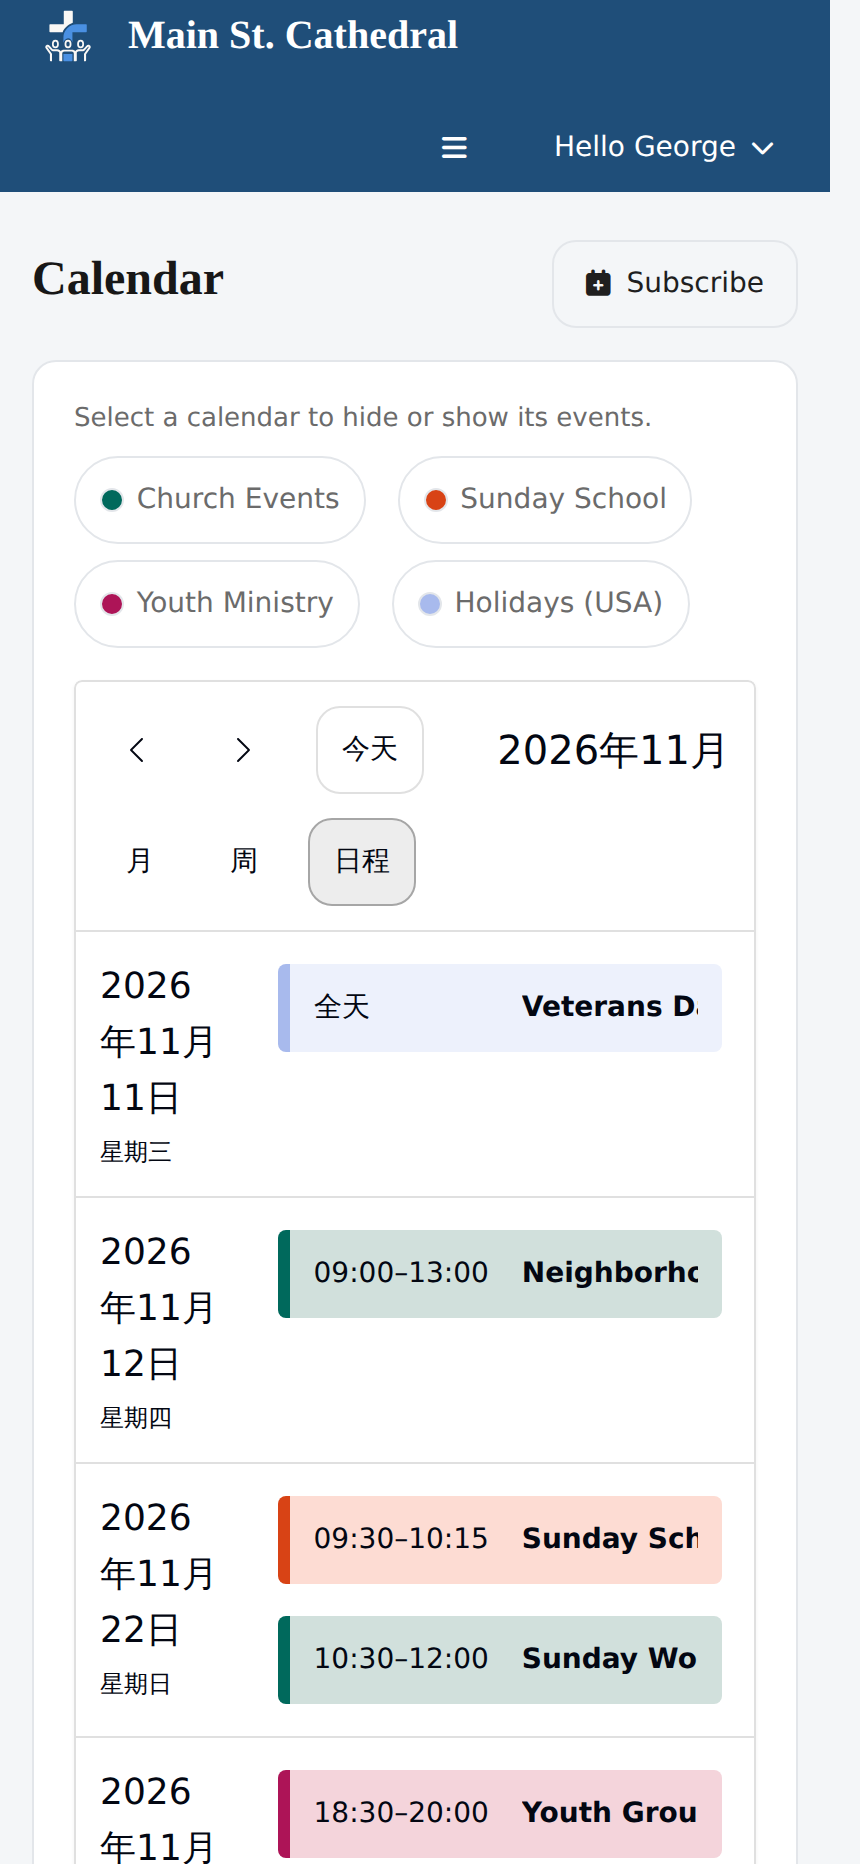 Main St. Cathedral
Hello George
Calendar
Subscribe
Select a calendar to hide or show its events.
Church Events
Sunday School
Youth Ministry
Holidays (USA)
今天
2026年11月
月
周
日程
2026
年11月
11日
星期三
全天
Veterans Da
2026
年11月
12日
星期四
09:00–13:00
Neighborho
2026
年11月
22日
星期日
09:30–10:15
Sunday Sch
10:30–12:00
Sunday Wo
2026
年11月
18:30–20:00
Youth Grou